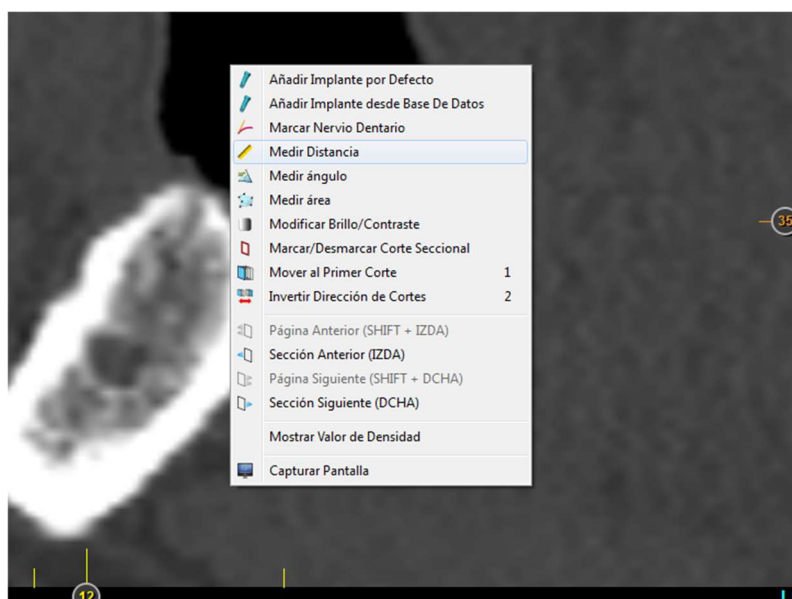 Añadir Implante por Defecto
Añadir Implante desde Base De Datos
Marcar Nervio Dentario
Medir Distancia
Medir ángulo
Medir área
Modificar Brillo/Contraste
Marcar/Desmarcar Corte Seccional
Mover al Primer Corte 1
Invertir Dirección de Cortes 2
Página Anterior (SHIFT + IZDA)
Sección Anterior (IZDA)
Página Siguiente (SHIFT + DCHA)
Sección Siguiente (DCHA)
Mostrar Valor de Densidad
Capturar Pantalla
35
12